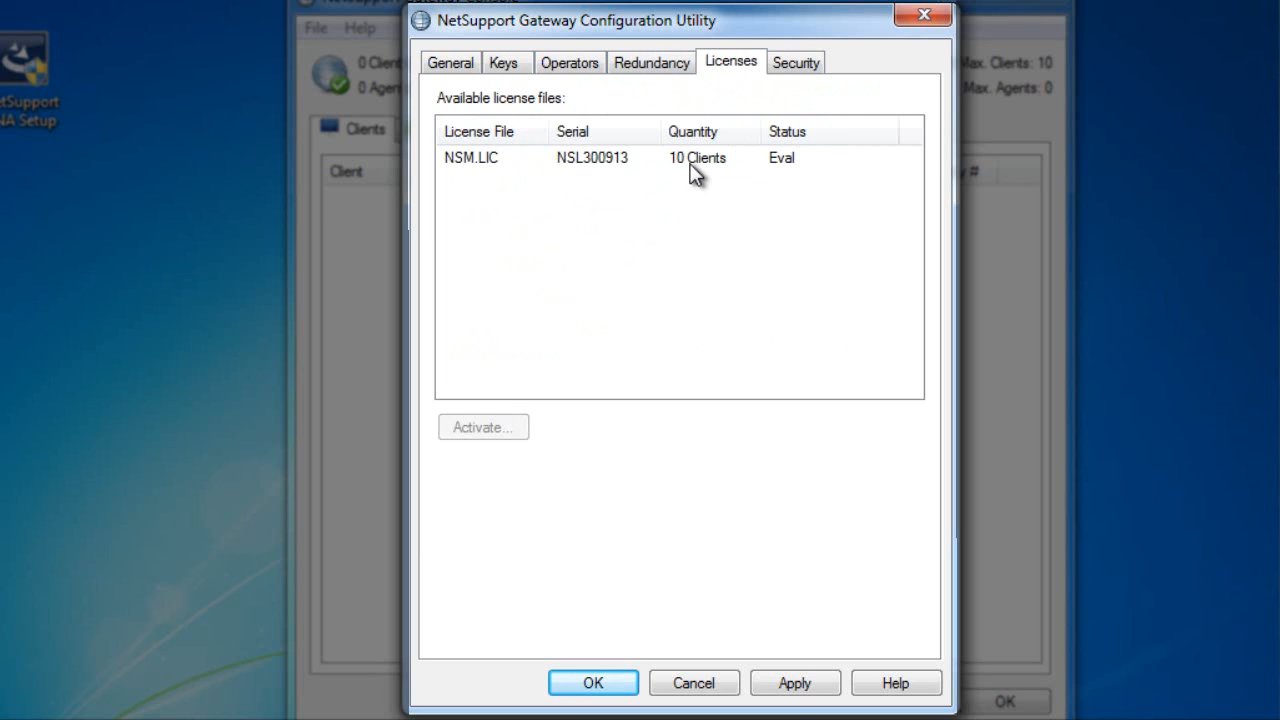 NetSupport Gateway Configuration Utility
File Help
General Keys Operators Redundancy Licenses Security
0 Client
Max. Clients: 10
0 Agen
Max. Agents: 0
Available license files:
License File Serial Quantity Status
NSM.LIC NSL300913 10 Clients Eval
tSupport
NA Setup
Clients
Client
#
Activate...
OK Cancel Apply Help
OK